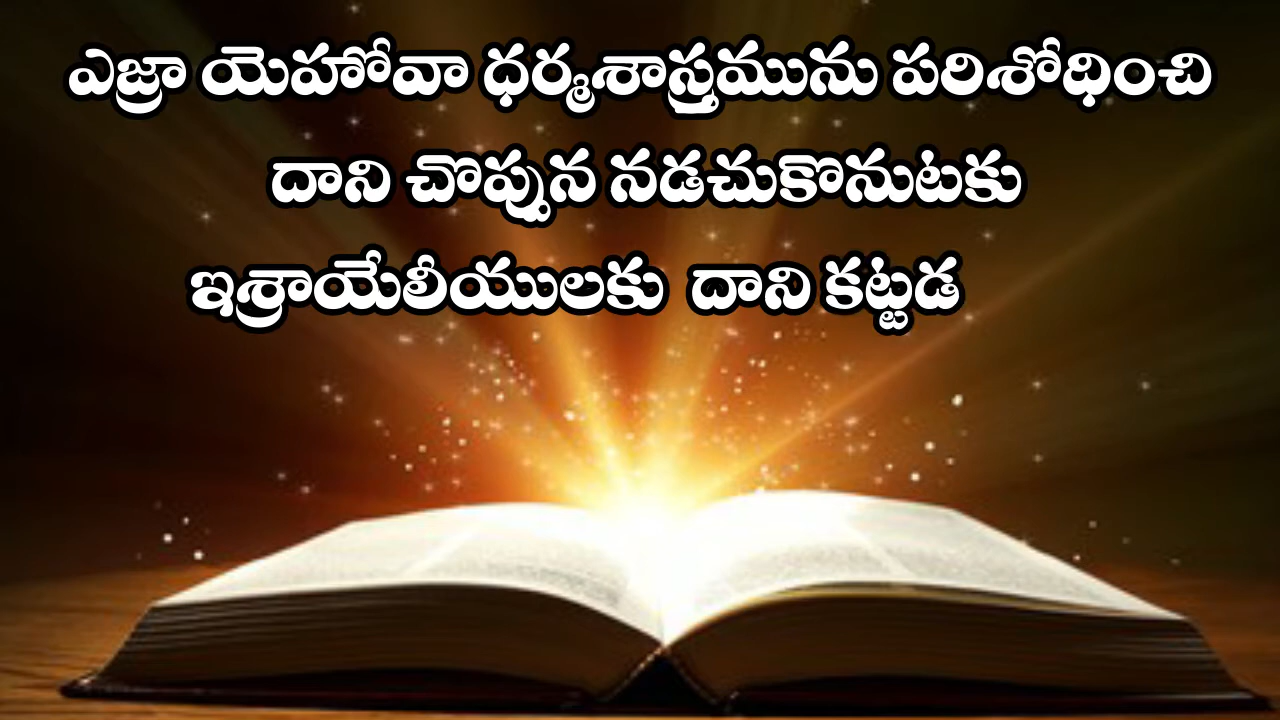 ఎజ్రా యెహోవా ధర్మశాస్త్రమును పరిశోధించి
దాని చొప్పున నడచుకొనుటకు
ఇశ్రాయేలీయులకు దాని కట్టడ